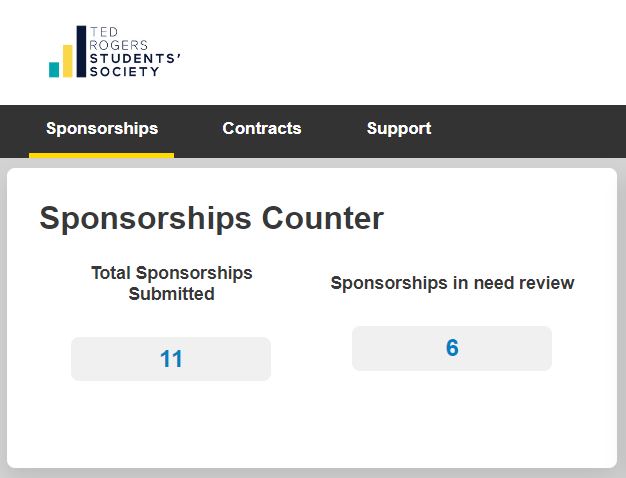 TED
ROGERS
STUDENTS'
SOCIETY
Sponsorships
Contracts
Support
Sponsorships Counter
Total Sponsorships
Submitted
11
Sponsorships in need review
6